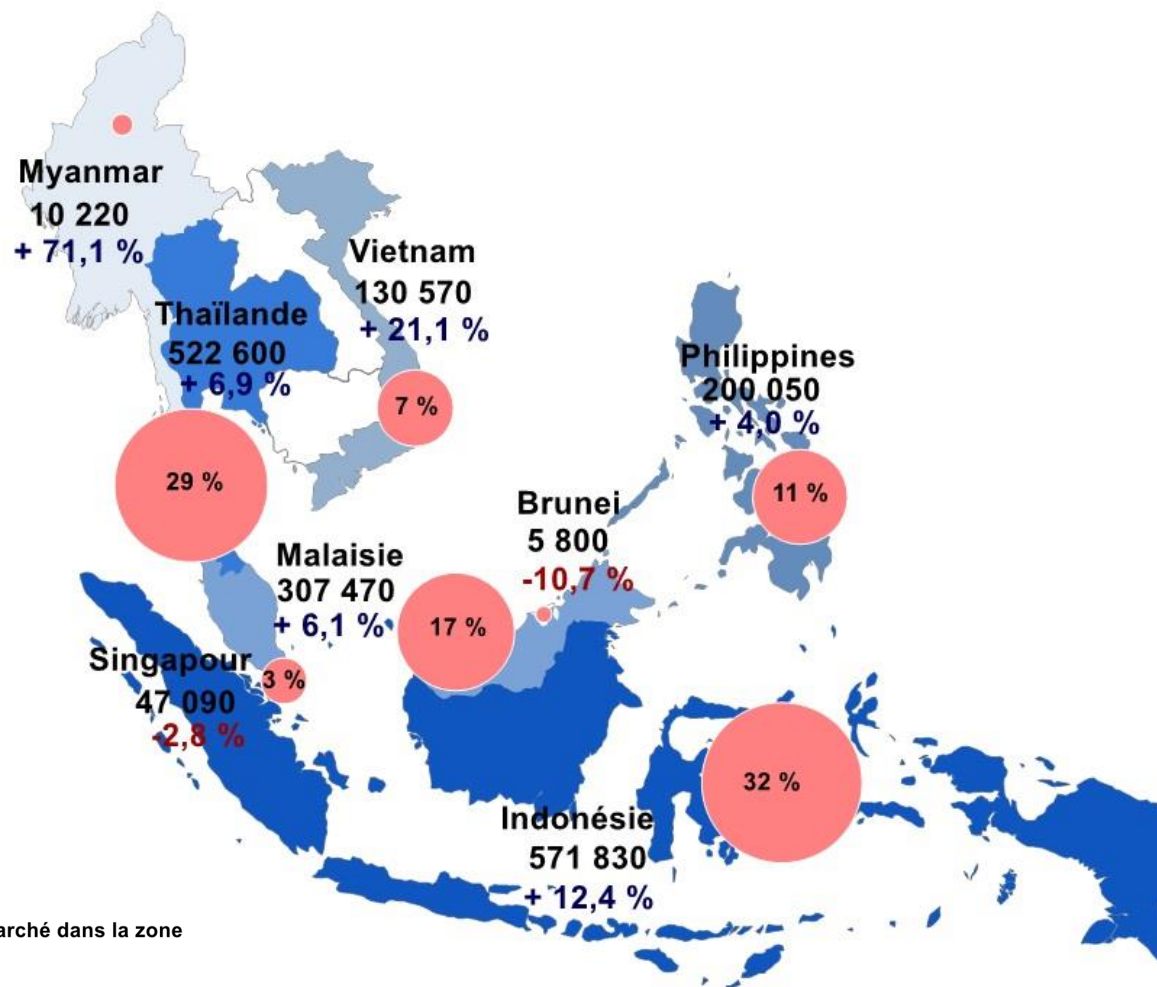 Myanmar
10 220
+ 71,1 %
Vietnam
130 570
+ 21,1 %
Thaïlande
522 600
+ 6,9 %
Philippines
200 050
+ 4,0 %
7 %
29 %
11 %
Brunei
5 800
-10,7 %
Malaisie
307 470
+ 6,1 %
17 %
Singapour
47 090
-2,8 %
3 %
32 %
Indonésie
571 830
+ 12,4 %
dans la zone